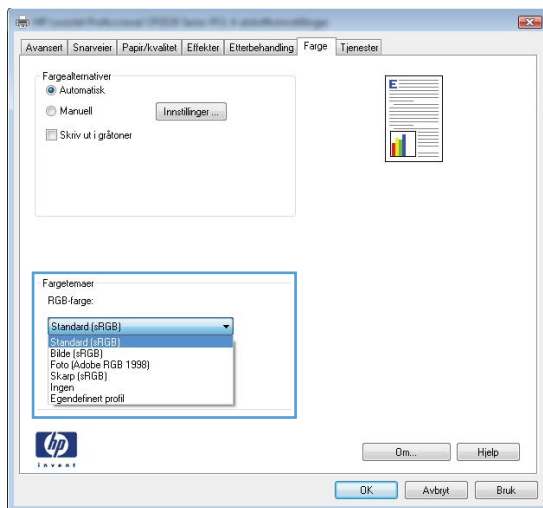 Avansert Snarveier Papir/kvalitet Effekter Etterbehandling Farge Tjenester
Fargealternativer
Automatisk
Manuell
Innstillinger ...
Skriv ut i gråtoner
E
Fargetemaer
RGB-farge:
Standard (sRGB)
Standard (sRGB)
Bilde (sRGB)
Foto (Adobe RGB 1998)
Skarp (sRGB)
Ingen
Egendefinert profil
hp
invent
Om... Hjelp
OK Avbryt Bruk